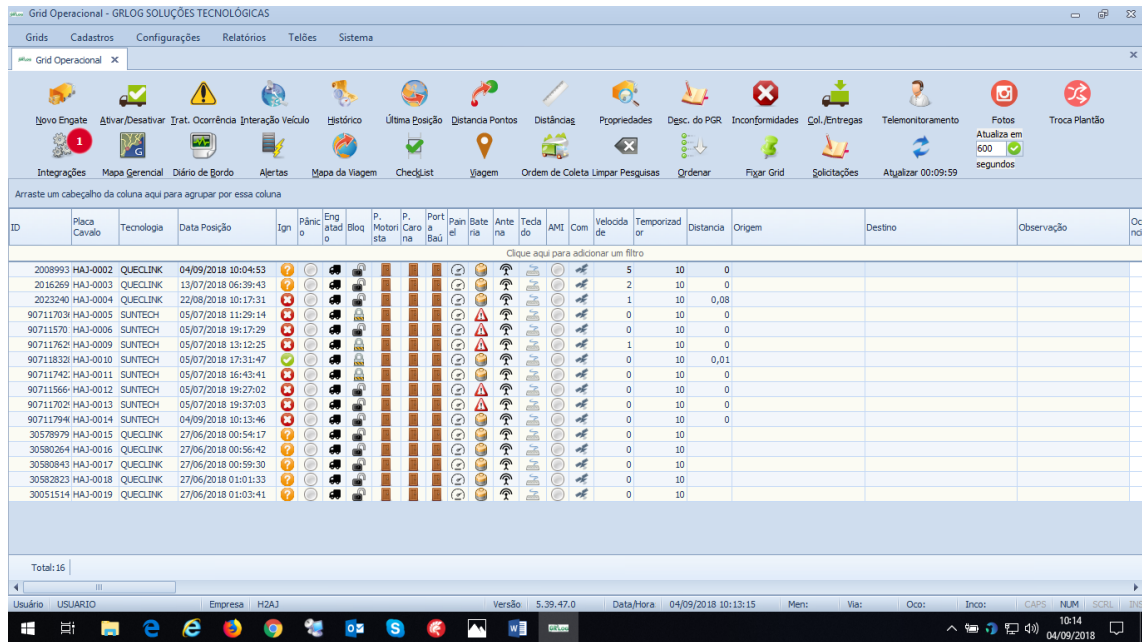 Grid Operacional - GRLOG SOLUÇÕES TECNOLÓGICAS
Grids Cadastros Configurações Relatórios Telões Sistema
Grid Operacional X
Novo Engate Ativar/Desativar Trat. Ocorrência Interação Veículo Histórico Última Posição Distancia Pontos Distâncias Propriedades Desc. do PGR Inconformidades Col./Entregas Telemonitoramento Fotos Troca Plantão
1
Atualiza em
600
segundos
Integrações Mapa Gerencial Diário de Bordo Alertas Mapa da Viagem CheckList Viagem Ordem de Coleta Limpar Pesquisas Ordenar Fixar Grid Solicitações Atualizar 00:09:59
Arraste um cabeçalho da coluna aqui para agrupar por essa coluna
ID Placa Cavalo Tecnologia Data Posição Ign Pânico Engatado Bloq P. Motorista P. Carona Porta Baú Painel Bateria Antena Teclado AMI Com Velocidade Temporizador Distancia Origem Destino Observação
Clique aqui para adicionar um filtro
2008993 HAJ-0002 QUECLINK 04/09/2018 10:04:53 5 10 0
2016269 HAJ-0003 QUECLINK 13/07/2018 06:39:43 2 10 0
2023240 HAJ-0004 QUECLINK 22/08/2018 10:17:31 1 10 0,08
HAJ-0005 SUNTECH 05/07/2018 11:29:14 0 10 0
90711570 HAJ-0006 SUNTECH 05/07/2018 19:17:29 0 10 0
HAJ-0009 SUNTECH 05/07/2018 13:12:25 1 10 0
HAJ-0010 SUNTECH 05/07/2018 17:31:47 0 10 0,01
HAJ-0011 SUNTECH 05/07/2018 16:43:41 0 10 0
HAJ-0012 SUNTECH 05/07/2018 19:27:02 0 10 0
HAJ-0013 SUNTECH 05/07/2018 19:37:03 0 10 0
HAJ-0014 SUNTECH 04/09/2018 10:13:46 0 10 0
30578979 HAJ-0015 QUECLINK 27/06/2018 00:54:17 0 10
30580264 HAJ-0016 QUECLINK 27/06/2018 00:56:42 0 10
30580843 HAJ-0017 QUECLINK 27/06/2018 00:59:30 0 10
30582823 HAJ-0018 QUECLINK 27/06/2018 01:01:33 0 10
30051514 HAJ-0019 QUECLINK 27/06/2018 01:03:41 0 10
Total:16
Usuário USUARIO Empresa H2AJ Versão 5.39.47.0 Data/Hora 04/09/2018 10:13:15 Men: Via: Oco: Inco: CAPS NUM SCRL INS
10:14
04/09/2018